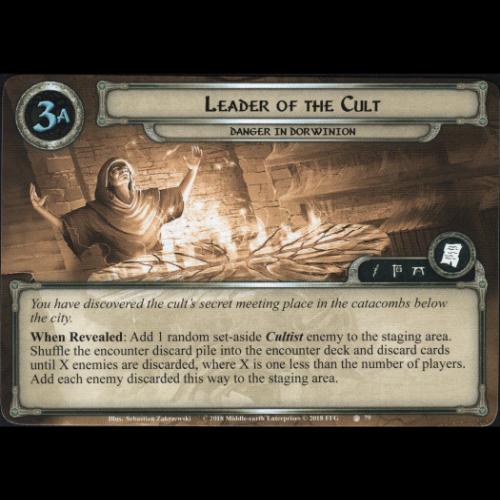 3A
LEADER OF THE CULT
DANGER IN DORWINION
You have discovered the cult's secret meeting place in the catacombs below
the city.
When Revealed: Add 1 random set-aside Cultist enemy to the staging area.
Shuffle the encounter discard pile into the encounter deck and discard cards
until X enemies are discarded, where X is one less than the number of players.
Add each enemy discarded this way to the staging area.
Illus. Sebastian Zakrzewski © 2018 Middle-earth Enterprises © 2018 FFG 79